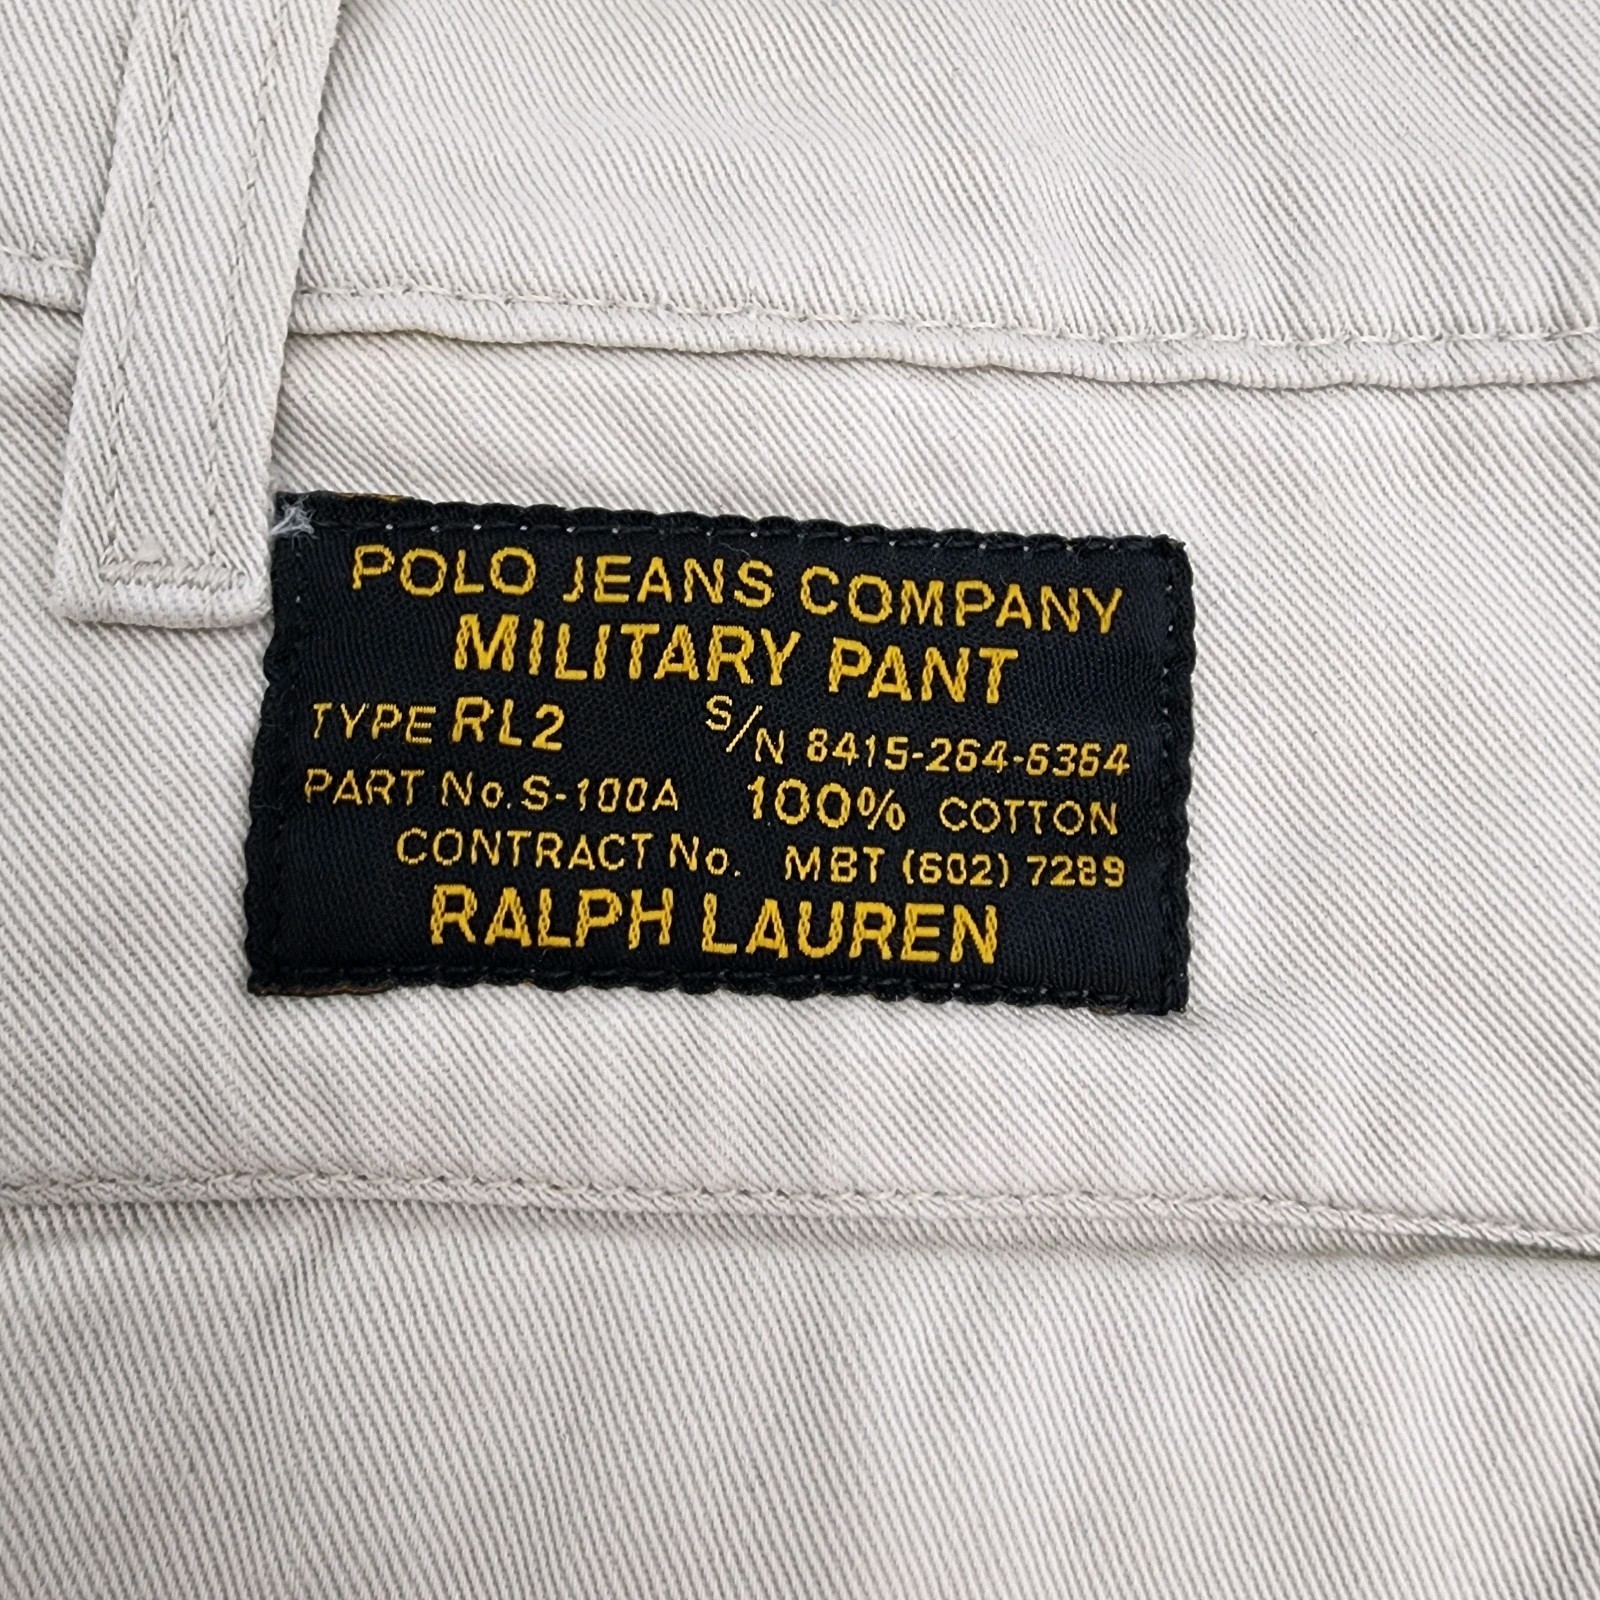 POLO JEANS COMPANY
MILITARY PANT
TYPE RL2 S/N 8415-264-6364
PART No. S-100A 100% COTTON
CONTRACT No. MBT (602) 7289
RALPH LAUREN